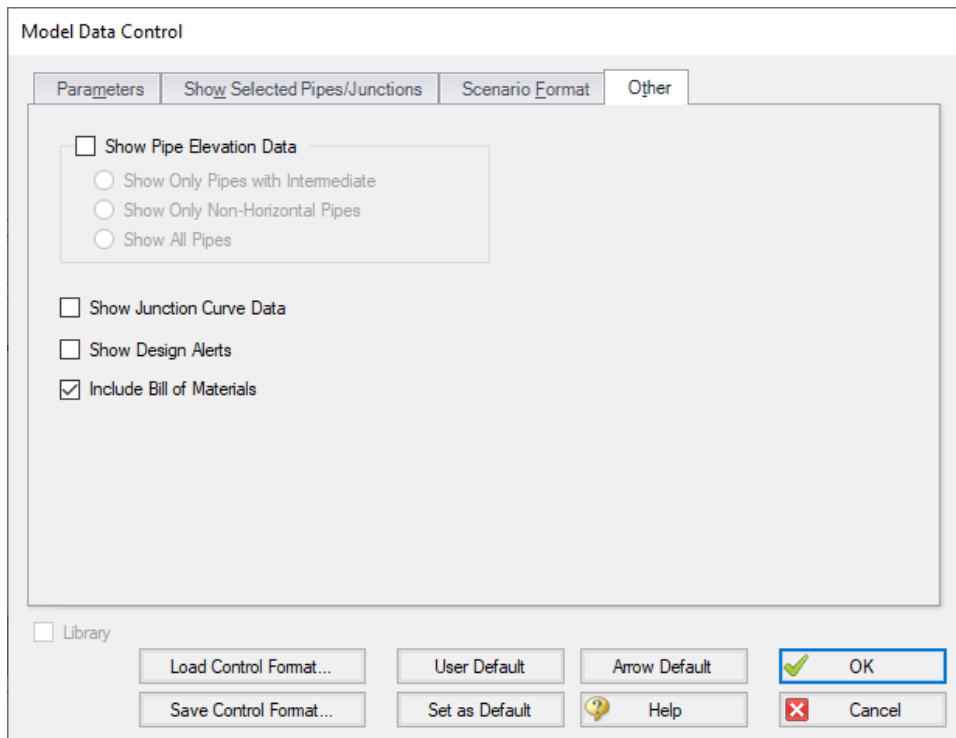 Model Data Control
Parameters Show Selected Pipes/Junctions Scenario Format Other
Show Pipe Elevation Data
Show Only Pipes with Intermediate
Show Only Non-Horizontal Pipes
Show All Pipes
Show Junction Curve Data
Show Design Alerts
Include Bill of Materials
Library
Load Control Format... User Default Arrow Default OK
Save Control Format... Set as Default Help Cancel